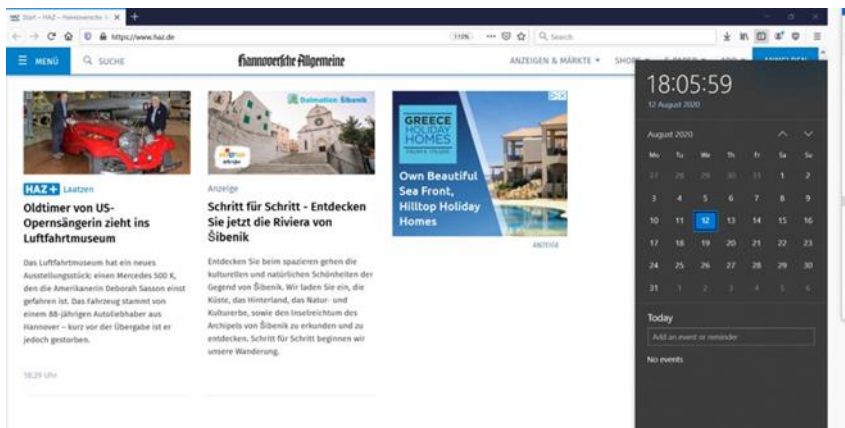 HAZ Start - HAZ - Hannoversche
https://www.haz.de
110%
Search
MENÜ
SUCHE
Hannoversche Allgemeine
ANZEIGEN & MÄRKTE
18:05:59
12 August 2020
August 2020
Mo Tu We Th Fr Sa Su
27 28 29 30 31 1 2
3 4 5 6 7 8 9
10 11 12 13 14 15 16
17 18 19 20 21 22 23
24 25 26 27 28 29 30
31 1 2 3 4 5 6
Today
Add an event or reminder
No events
HAZ+ Laatzen
Oldtimer von US-
Opernsängerin zieht ins
Luftfahrtmuseum
Das Luftfahrtmuseum hat ein neues
Ausstellungsstück: einen Mercedes 500 K,
den die Amerikanerin Deborah Sasson einst
gefahren ist. Das Fahrzeug stammt von
einem 88-jährigen Autoliebhaber aus
Hannover – kurz vor der Übergabe ist er
jedoch gestorben.
18:29 Uhr
Dalmation Šibenik
Anzeige
Schritt für Schritt - Entdecken
Sie jetzt die Riviera von
Šibenik
Entdecken Sie beim spazieren gehen die
kulturellen und natürlichen Schönheiten der
Gegend von Šibenik. Wir laden Sie ein, die
Küste, das Hinterland, das Natur- und
Kulturerbe, sowie den Inselreichtum des
Archipels von Šibenik zu erkunden und zu
entdecken. Schritt für Schritt beginnen wir
unsere Wanderung.
GREECE
HOLIDAY
HOMES
Own Beautiful
Sea Front,
Hilltop Holiday
Homes
ANZEIGE